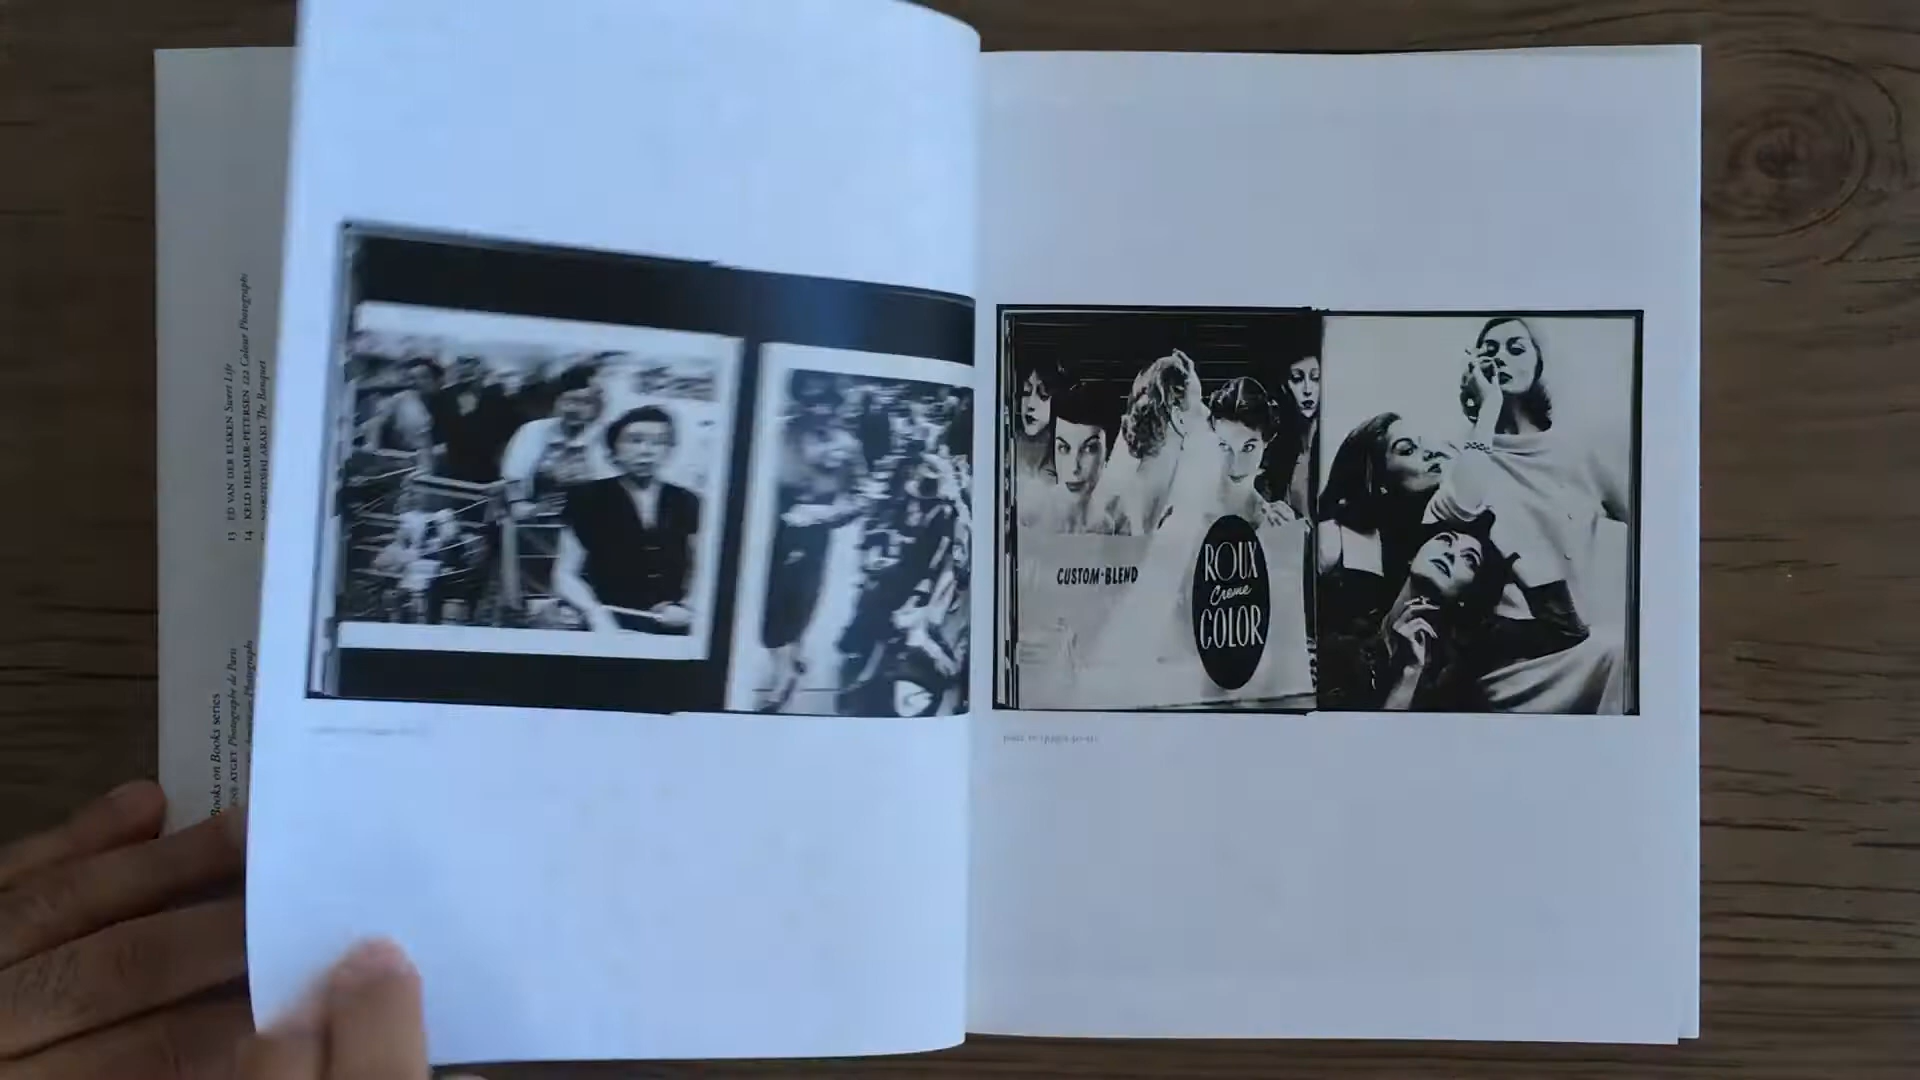 Books on Books series
ENE ATGET Photographe de Paris
13 ED VAN DER ELSKEN Sweet Life
14 KELD HELMER-PETERSEN 122 Colour Photographs
NOBUYOSHI ARAKI The Banquet
CUSTOM-BLEND
ROUX
Creme
COLOR